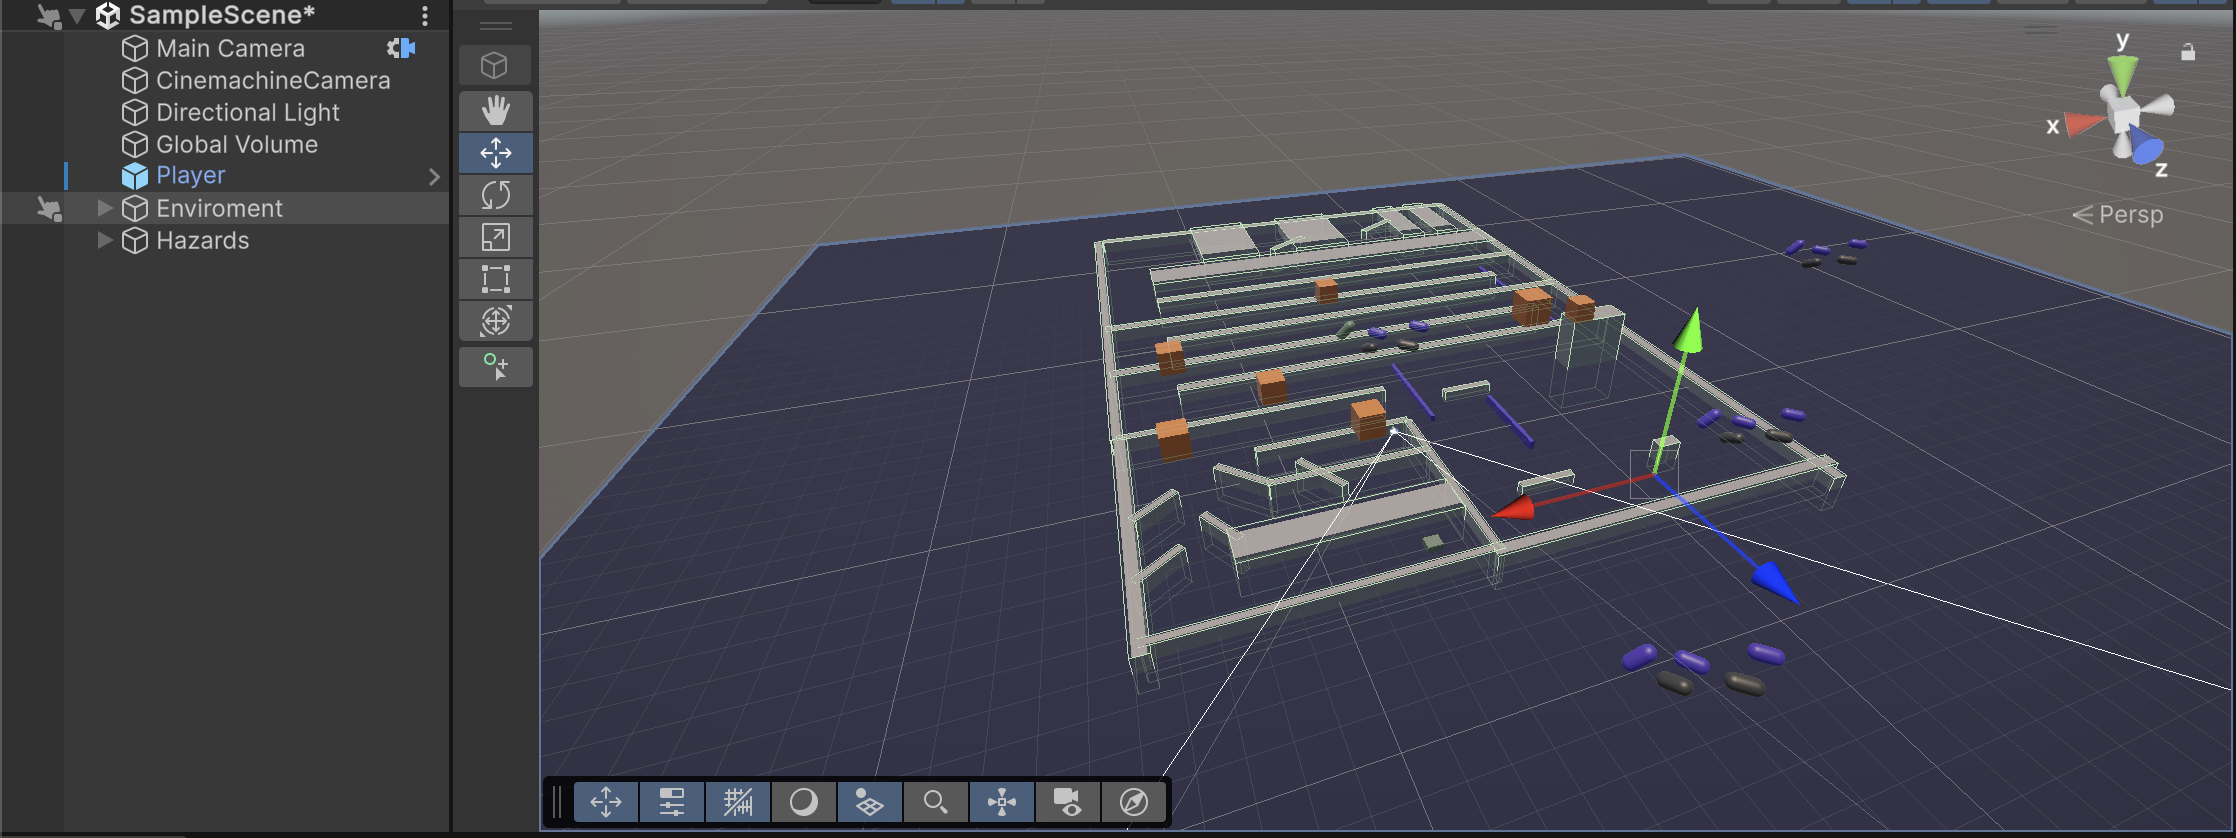 SampleScene*
Main Camera
CinemachineCamera
Directional Light
Global Volume
Player
Enviroment
Hazards
y
x
z
Persp